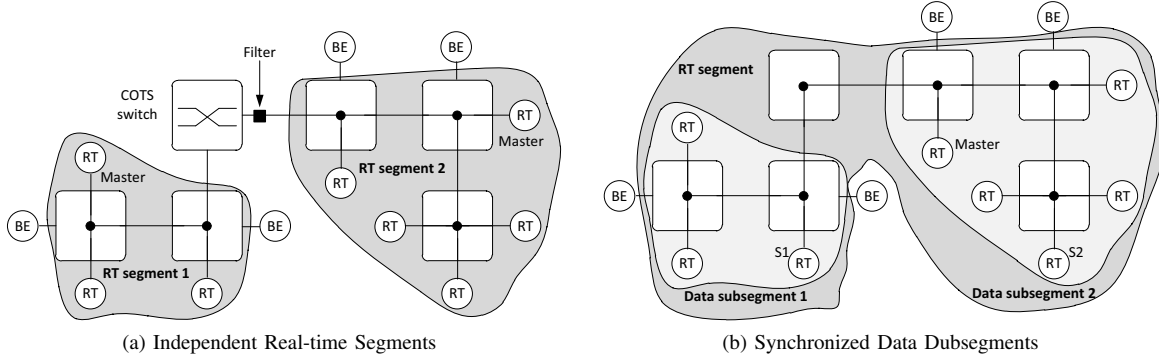 BE
BE
Filter
COTS
switch
RT
Master
RT segment 2
RT
RT
Master
BE
BE
RT segment 1
RT
RT
RT
RT
RT
(a) Independent Real-time Segments
BE
BE
RT segment
RT
RT
Master
RT
BE
BE
RT
RT
RT
S1
RT
S2
RT
Data subsegment 1
Data subsegment 2
(b) Synchronized Data Dubsegments